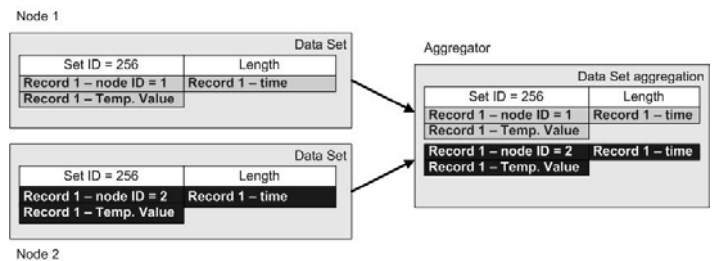 Node 1
Data Set
Set ID = 256 Length
Record 1 – node ID = 1 Record 1 – time
Record 1 – Temp. Value
Data Set
Set ID = 256 Length
Record 1 – node ID = 2 Record 1 – time
Record 1 – Temp. Value
Node 2
Aggregator
Data Set aggregation
Set ID = 256 Length
Record 1 – node ID = 1 Record 1 – time
Record 1 – Temp. Value
Record 1 – node ID = 2 Record 1 – time
Record 1 – Temp. Value